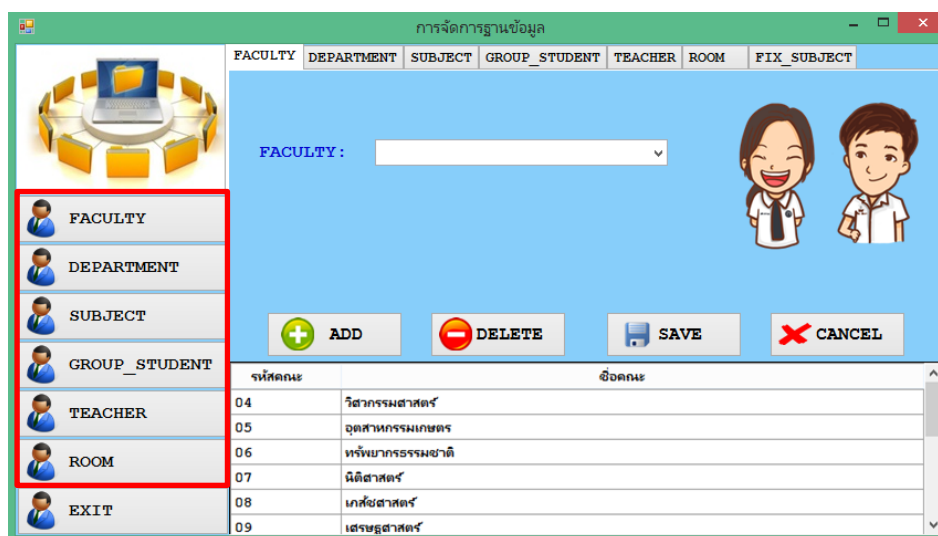 การจัดการฐานข้อมูล
FACULTY DEPARTMENT SUBJECT GROUP_STUDENT TEACHER ROOM FIX_SUBJECT
FACULTY:
FACULTY
DEPARTMENT
SUBJECT
GROUP_STUDENT
TEACHER
ROOM
EXIT
ADD DELETE SAVE CANCEL
รหัสคณะ ชื่อคณะ
04 วิศวกรรมศาสตร์
05 อุตสาหกรรมเกษตร
06 ทรัพยากรธรรมชาติ
07 นิติศาสตร์
08 เภสัชศาสตร์
09 เศรษฐศาสตร์